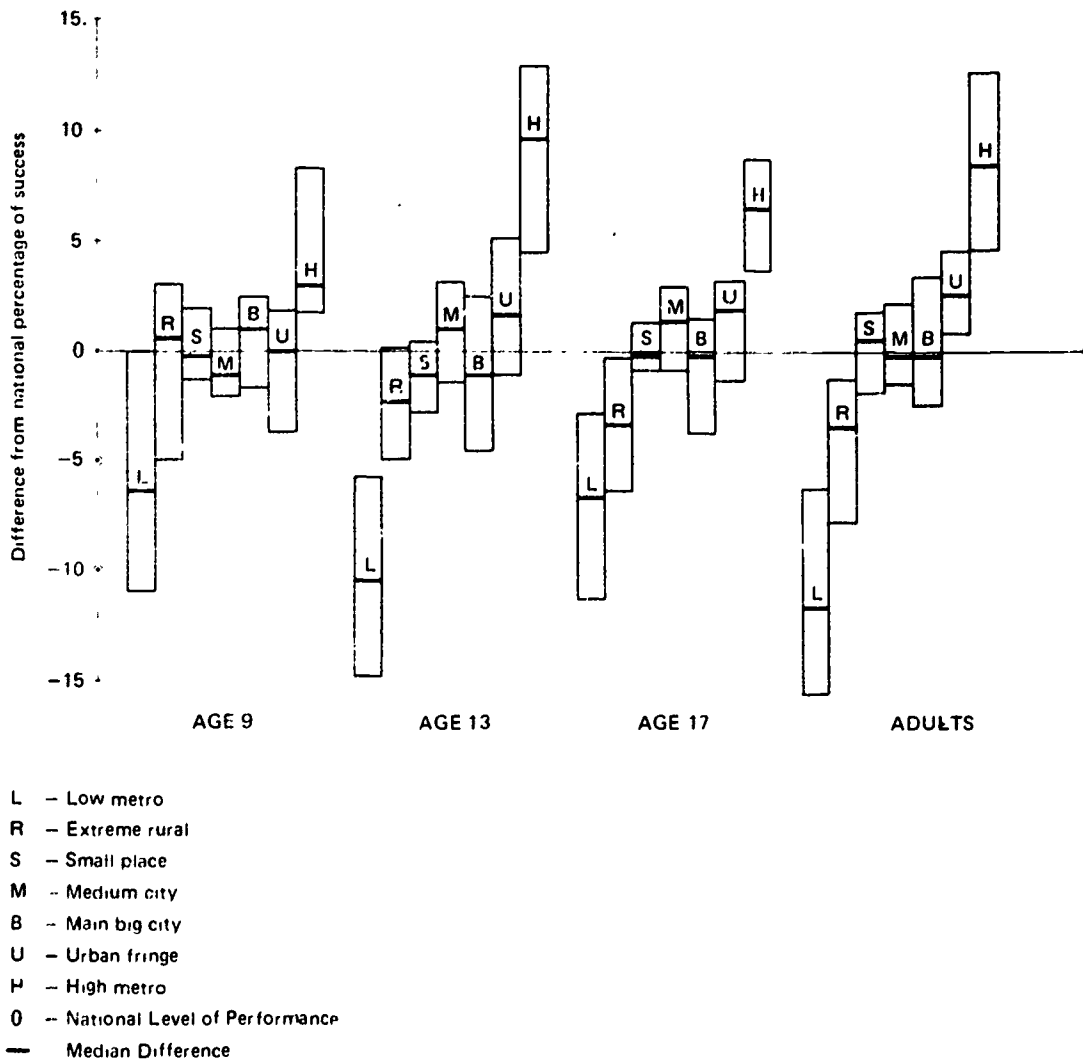 Difference from national percentage of success
15.
10
5
0
−5
−10
−15
L R S M B U H
L R S M B U H
L R S M B U H
L R S M B U H
AGE 9 AGE 13 AGE 17 ADULTS
L – Low metro
R – Extreme rural
S – Small place
M – Medium city
B – Main big city
U – Urban fringe
H – High metro
0 – National Level of Performance
— Median Difference